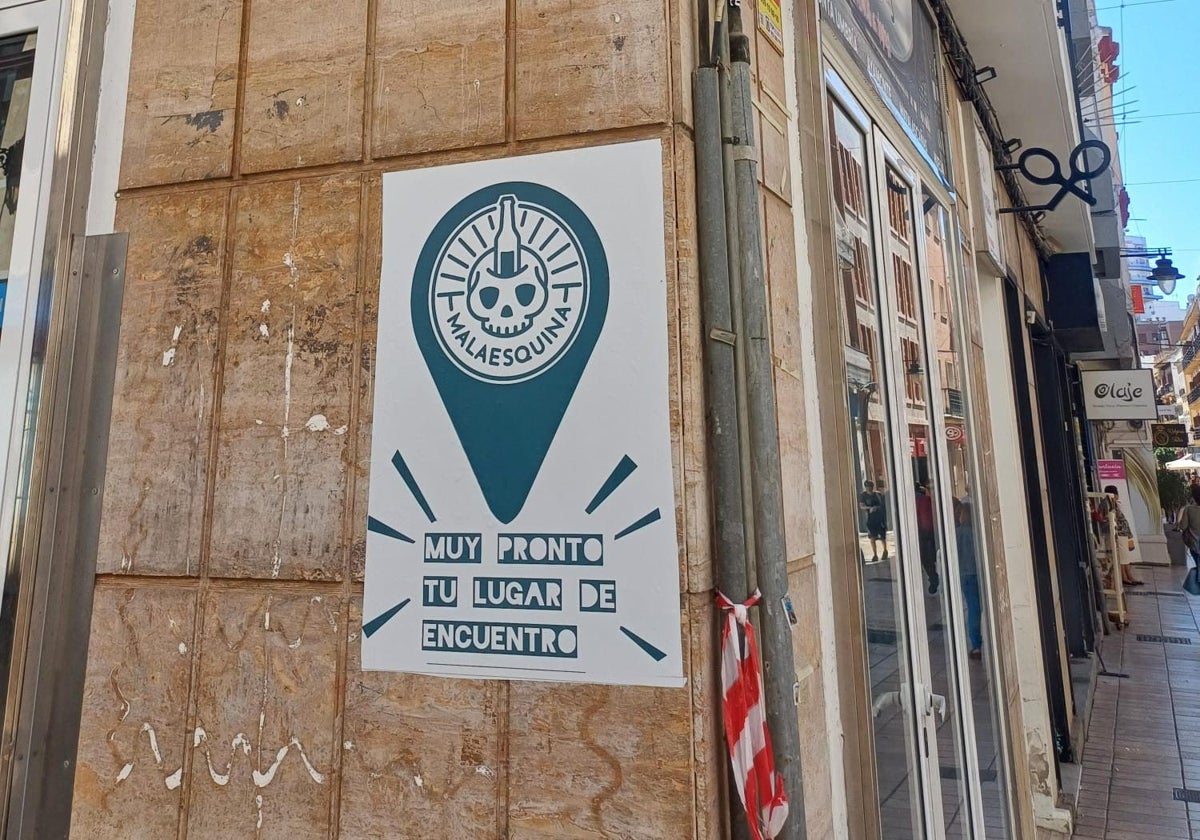 MALAESQUINA
MUY PRONTO
TU LUGAR DE
ENCUENTRO
Olaje